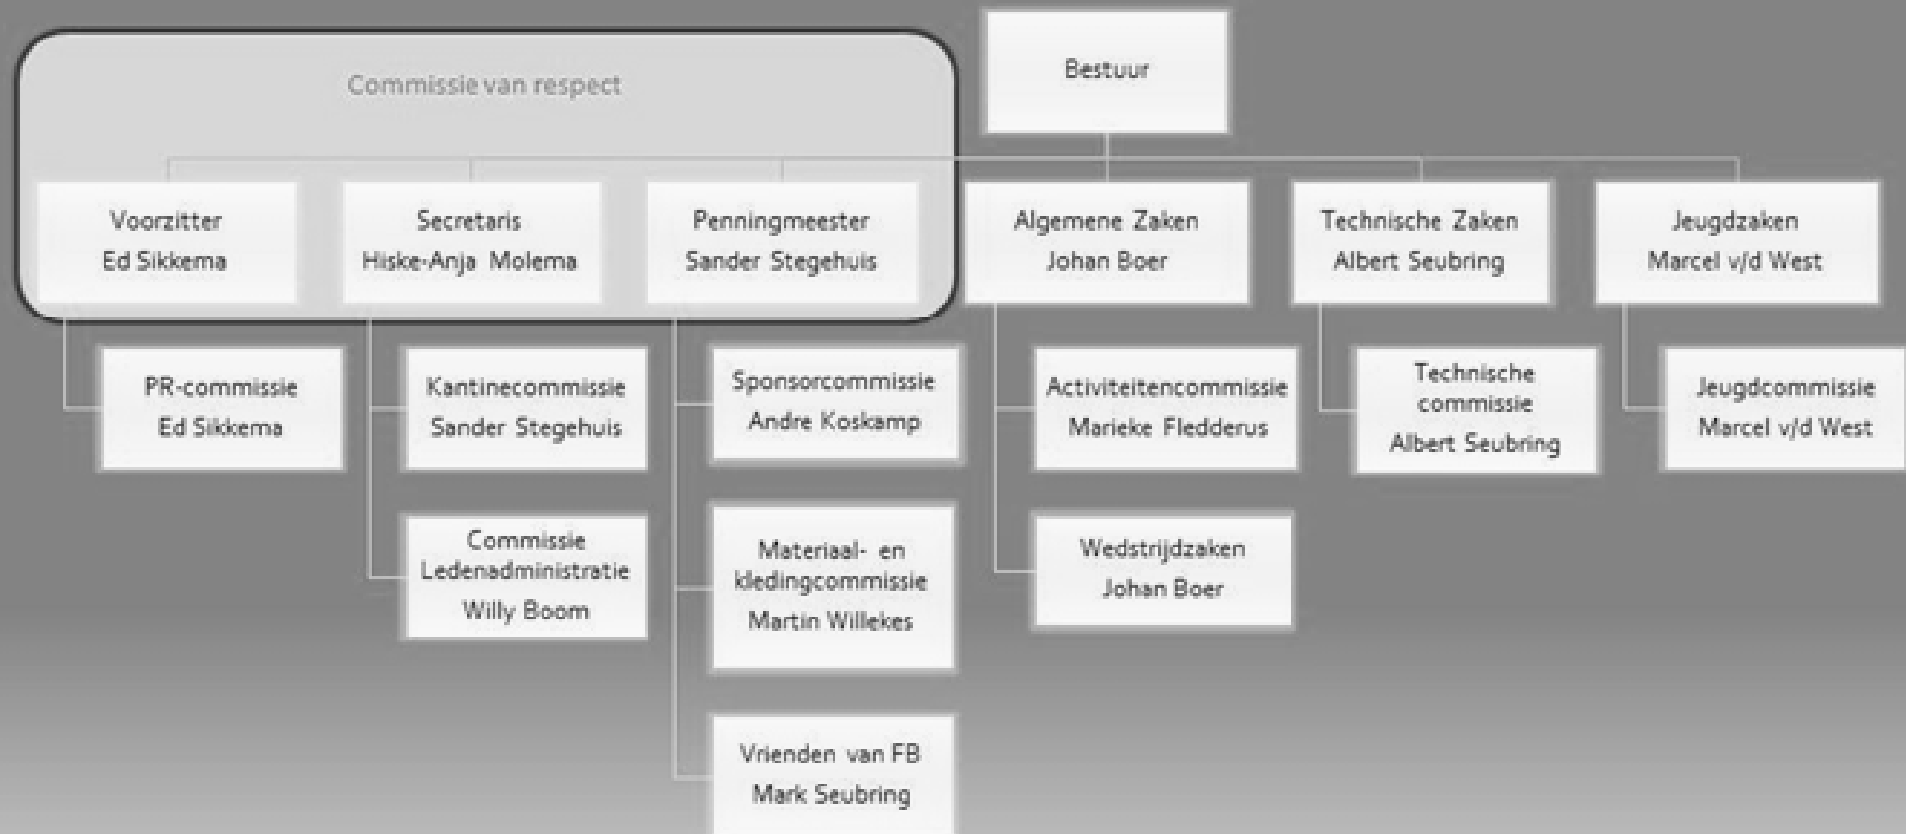 Commissie van respect
Bestuur
Voorzitter
Ed Sikkema
Secretaris
Hiske-Anja Molema
Penningmeester
Sander Stegehuis
Algemene Zaken
Johan Boer
Technische Zaken
Albert Seubring
Jeugdzaken
Marcel v/d West
PR-commissie
Ed Sikkema
Kantinecommissie
Sander Stegehuis
Sponsorcommissie
Andre Koskamp
Activiteitencommissie
Marieke Fledderus
Technische
commissie
Albert Seubring
Jeugdcommissie
Marcel v/d West
Commissie
Ledenadministratie
Willy Boom
Materiaal- en
kledingcommissie
Martin Willekes
Wedstrijdzaken
Johan Boer
Vrienden van FB
Mark Seubring